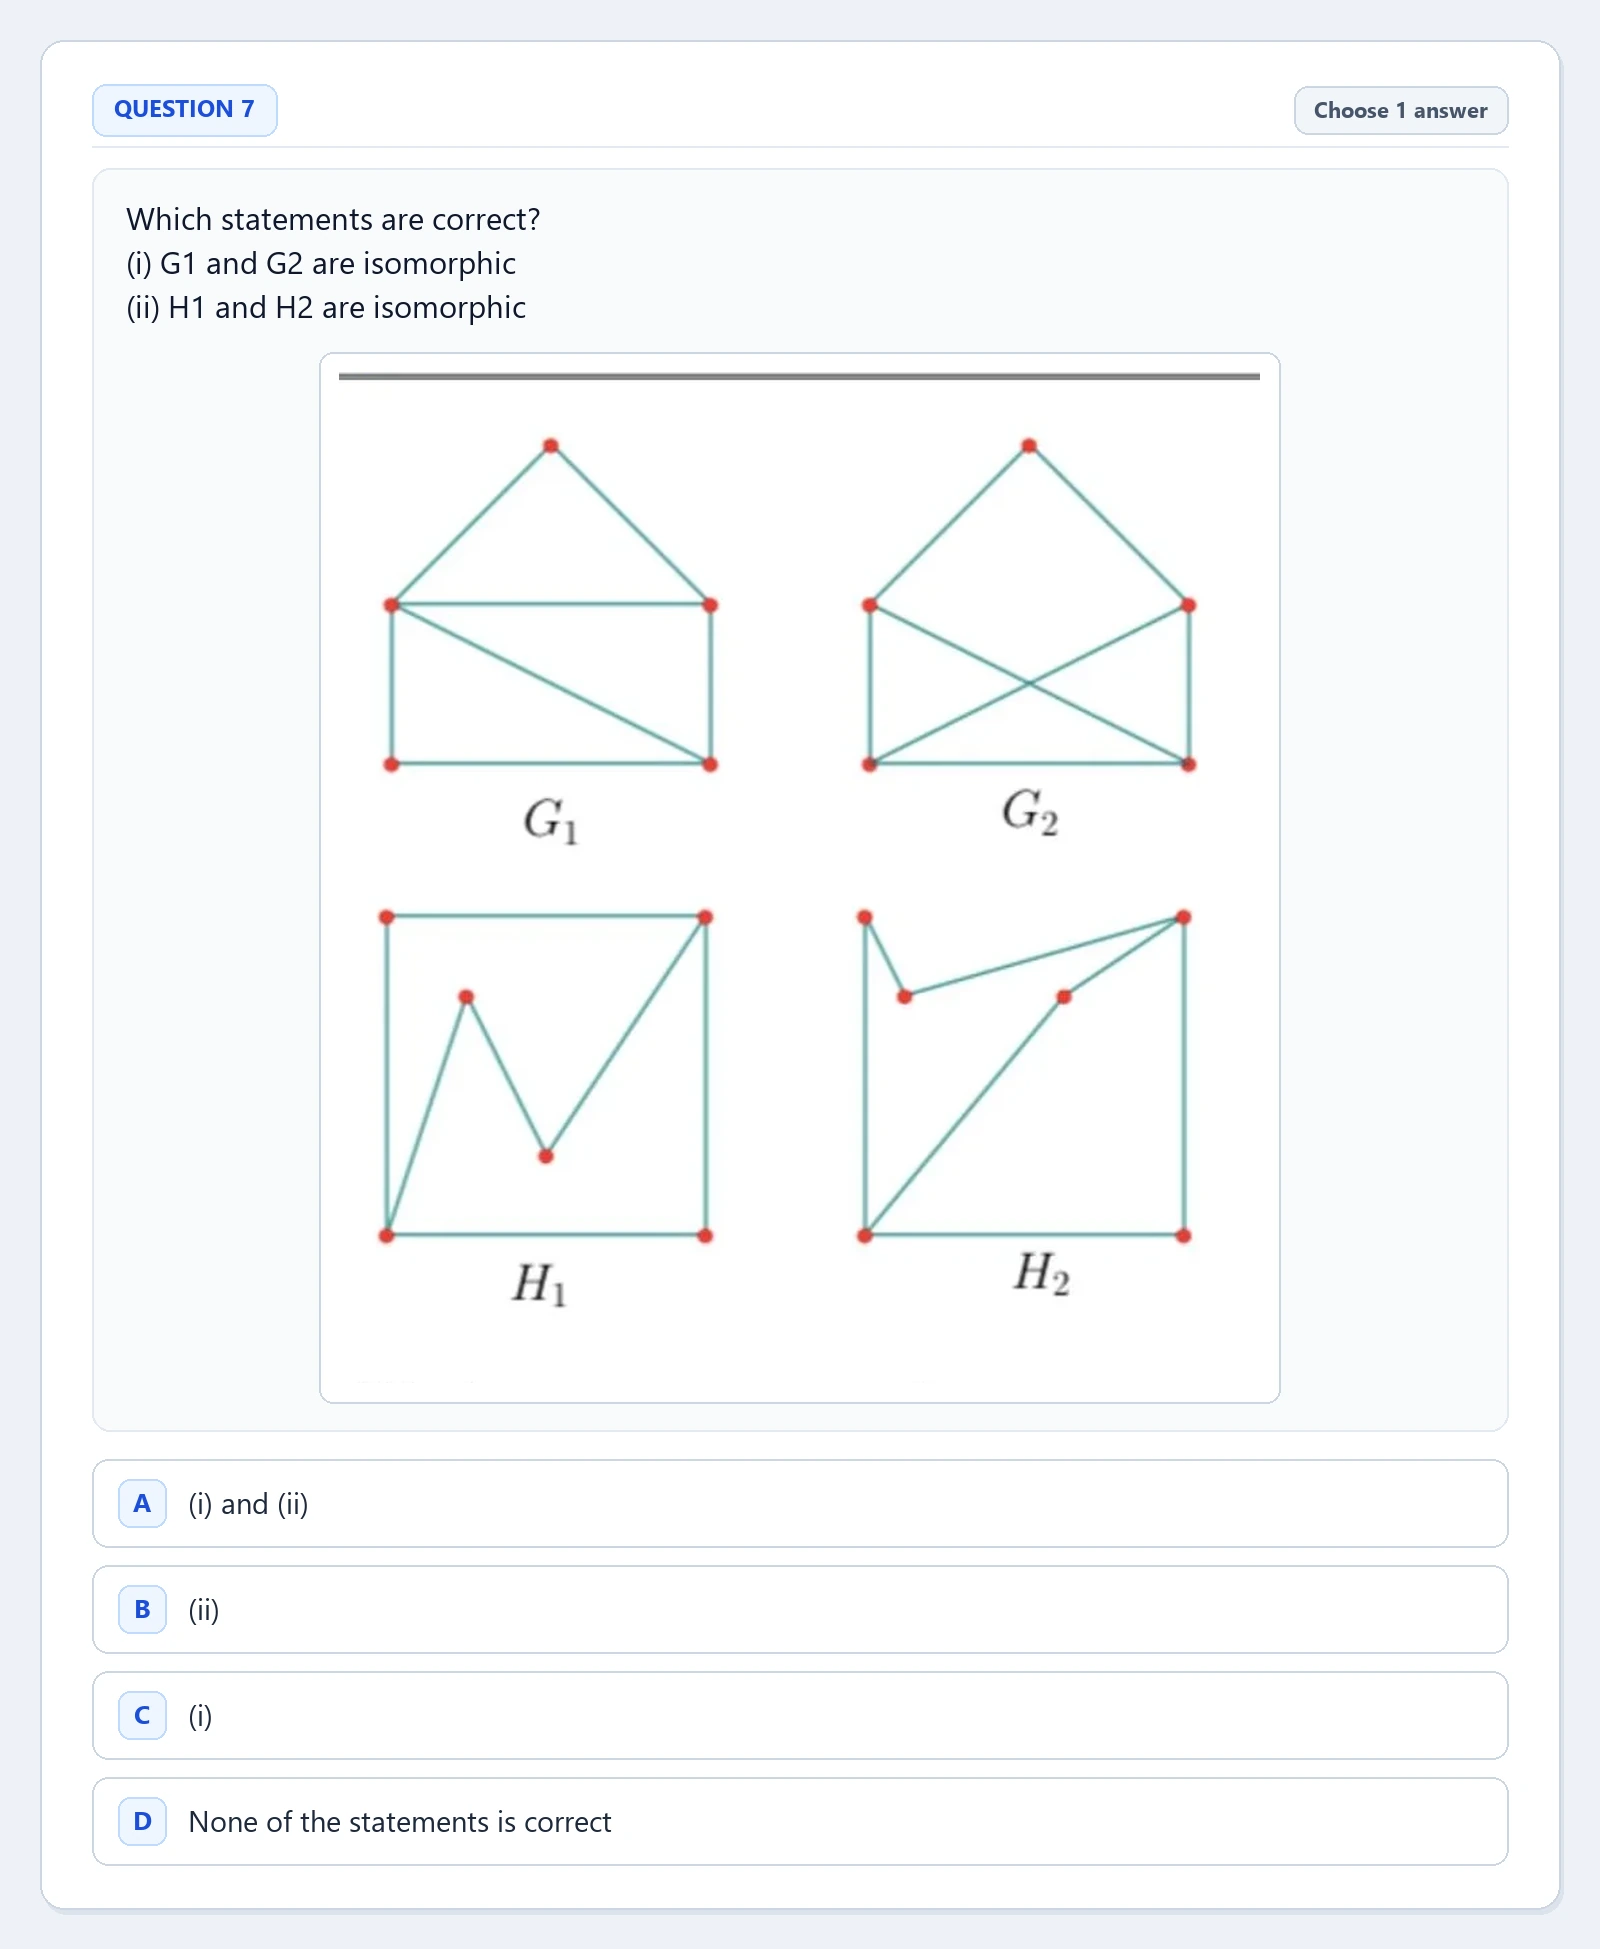 QUESTION 7
Choose 1 answer
Which statements are correct?
(i) G1 and G2 are isomorphic
(ii) H1 and H2 are isomorphic
G₁
G₂
H₁
H₂
A (i) and (ii)
B (ii)
C (i)
D None of the statements is correct